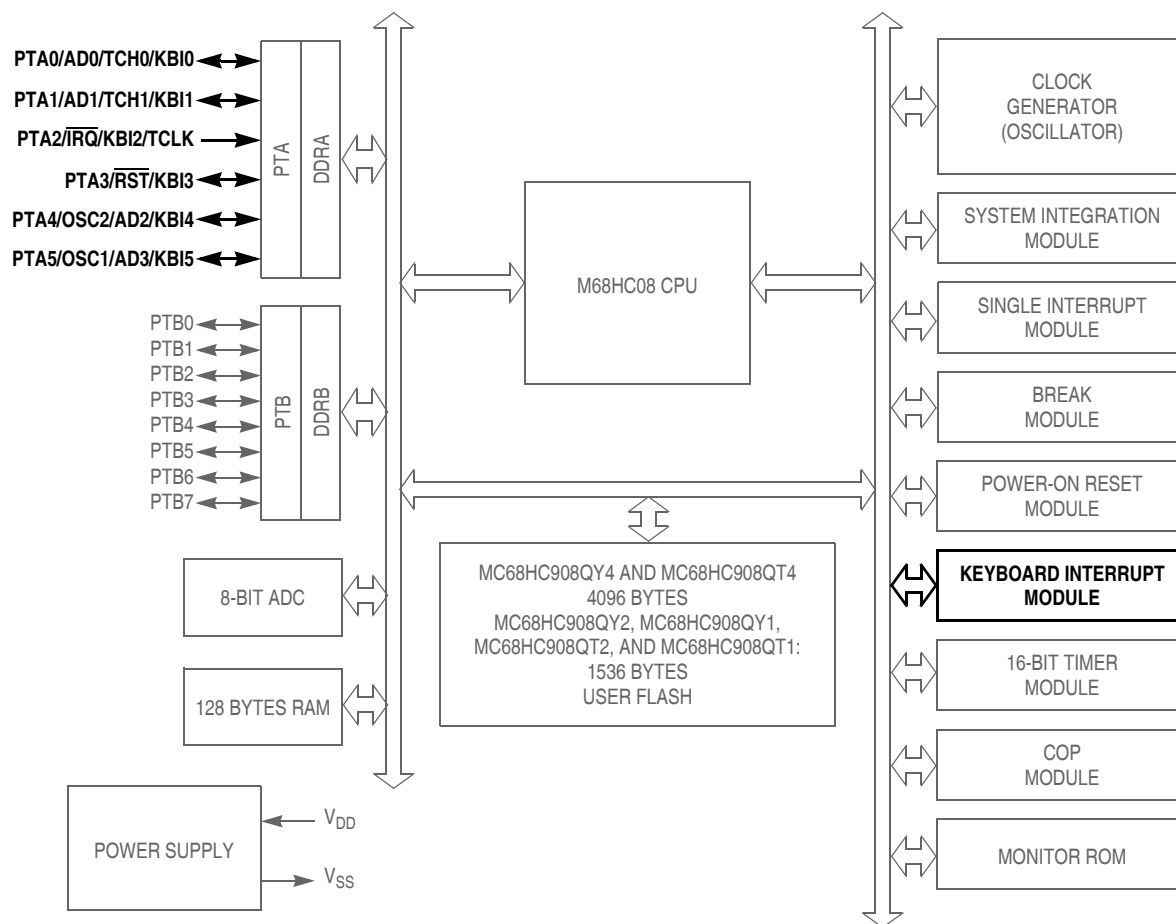 PTA0/AD0/TCH0/KBI0
PTA1/AD1/TCH1/KBI1
PTA2/I̅R̅Q̅/KBI2/TCLK
PTA3/R̅S̅T̅/KBI3
PTA4/OSC2/AD2/KBI4
PTA5/OSC1/AD3/KBI5
PTA
DDRA
PTB0
PTB1
PTB2
PTB3
PTB4
PTB5
PTB6
PTB7
PTB
DDRB
8-BIT ADC
128 BYTES RAM
POWER SUPPLY
VDD
VSS
M68HC08 CPU
MC68HC908QY4 AND MC68HC908QT4
4096 BYTES
MC68HC908QY2, MC68HC908QY1,
MC68HC908QT2, AND MC68HC908QT1:
1536 BYTES
USER FLASH
CLOCK
GENERATOR
(OSCILLATOR)
SYSTEM INTEGRATION
MODULE
SINGLE INTERRUPT
MODULE
BREAK
MODULE
POWER-ON RESET
MODULE
KEYBOARD INTERRUPT
MODULE
16-BIT TIMER
MODULE
COP
MODULE
MONITOR ROM